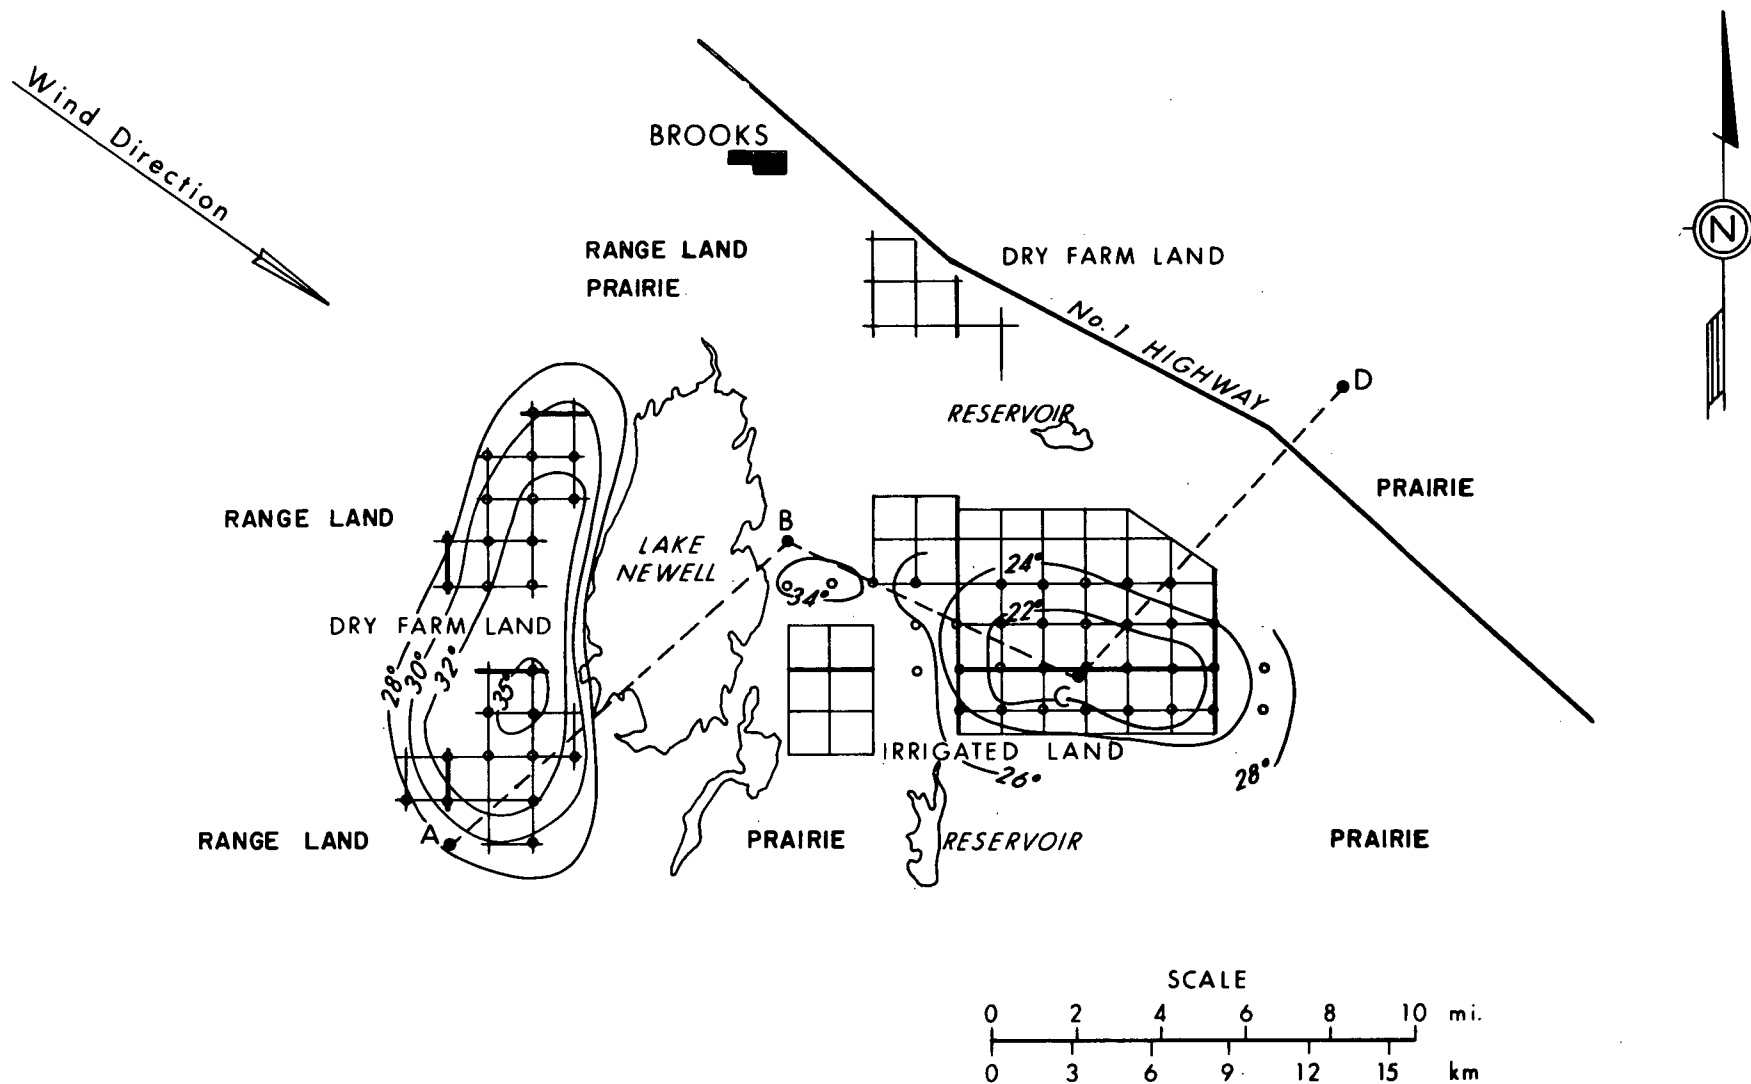 Wind Direction
BROOKS
N
RANGE LAND
PRAIRIE
DRY FARM LAND
No. 1 HIGHWAY
D
RESERVOIR
PRAIRIE
RANGE LAND
B
LAKE
NEWELL
24°
34°
22°
DRY FARM LAND
28°
30°
32°
35°
C
IRRIGATED LAND
26°
28°
A
RANGE LAND
PRAIRIE
RESERVOIR
PRAIRIE
SCALE
0 2 4 6 8 10 mi.
0 3 6 9 12 15 km